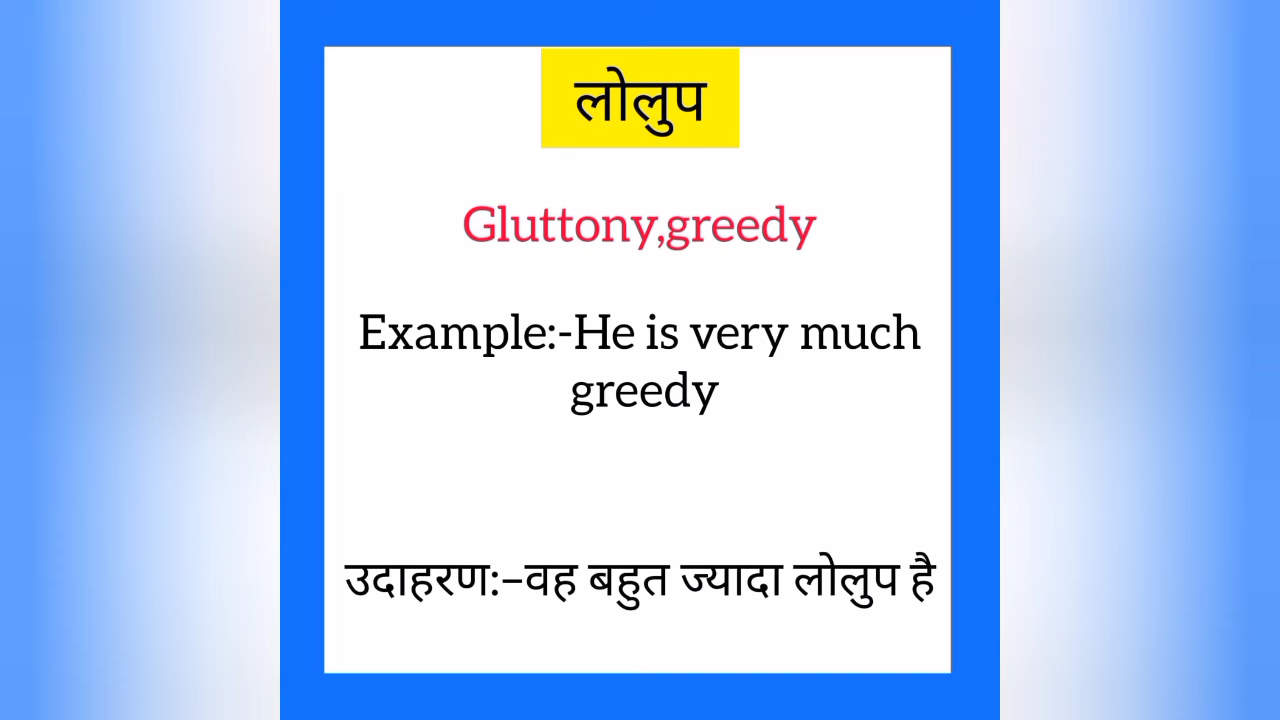 लोलुप
Gluttony,greedy
Example:-He is very much
greedy
उदाहरण:–वह बहुत ज्यादा लोलुप है